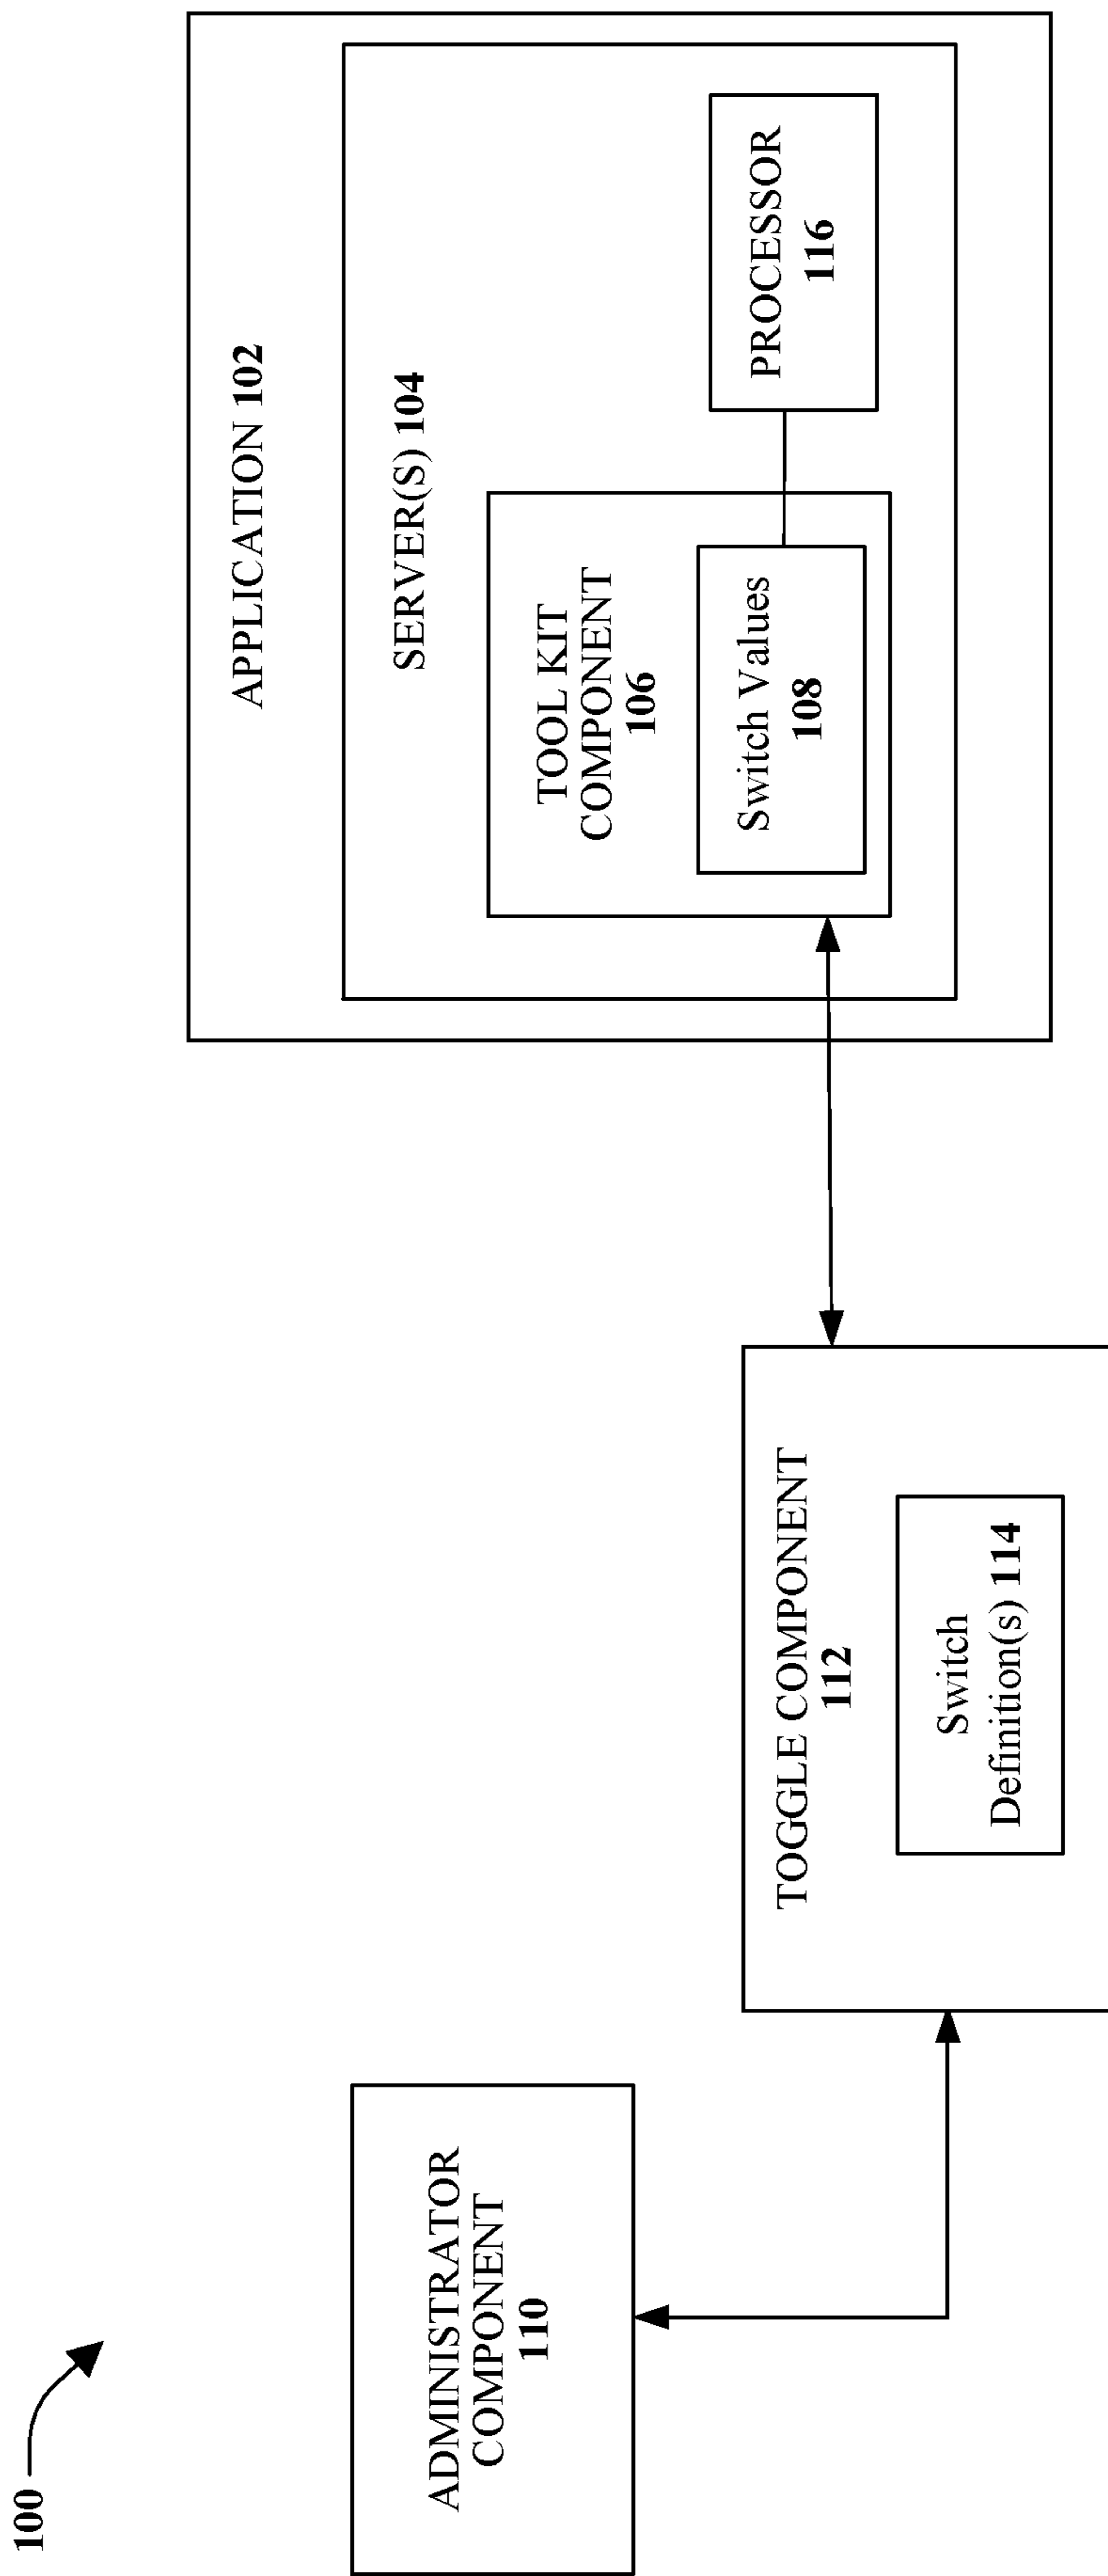 100
ADMINISTRATOR
COMPONENT
110
TOGGLE COMPONENT
112
Switch
Definition(s) 114
APPLICATION 102
SERVER(S) 104
TOOL KIT
COMPONENT
106
Switch Values
108
PROCESSOR
116